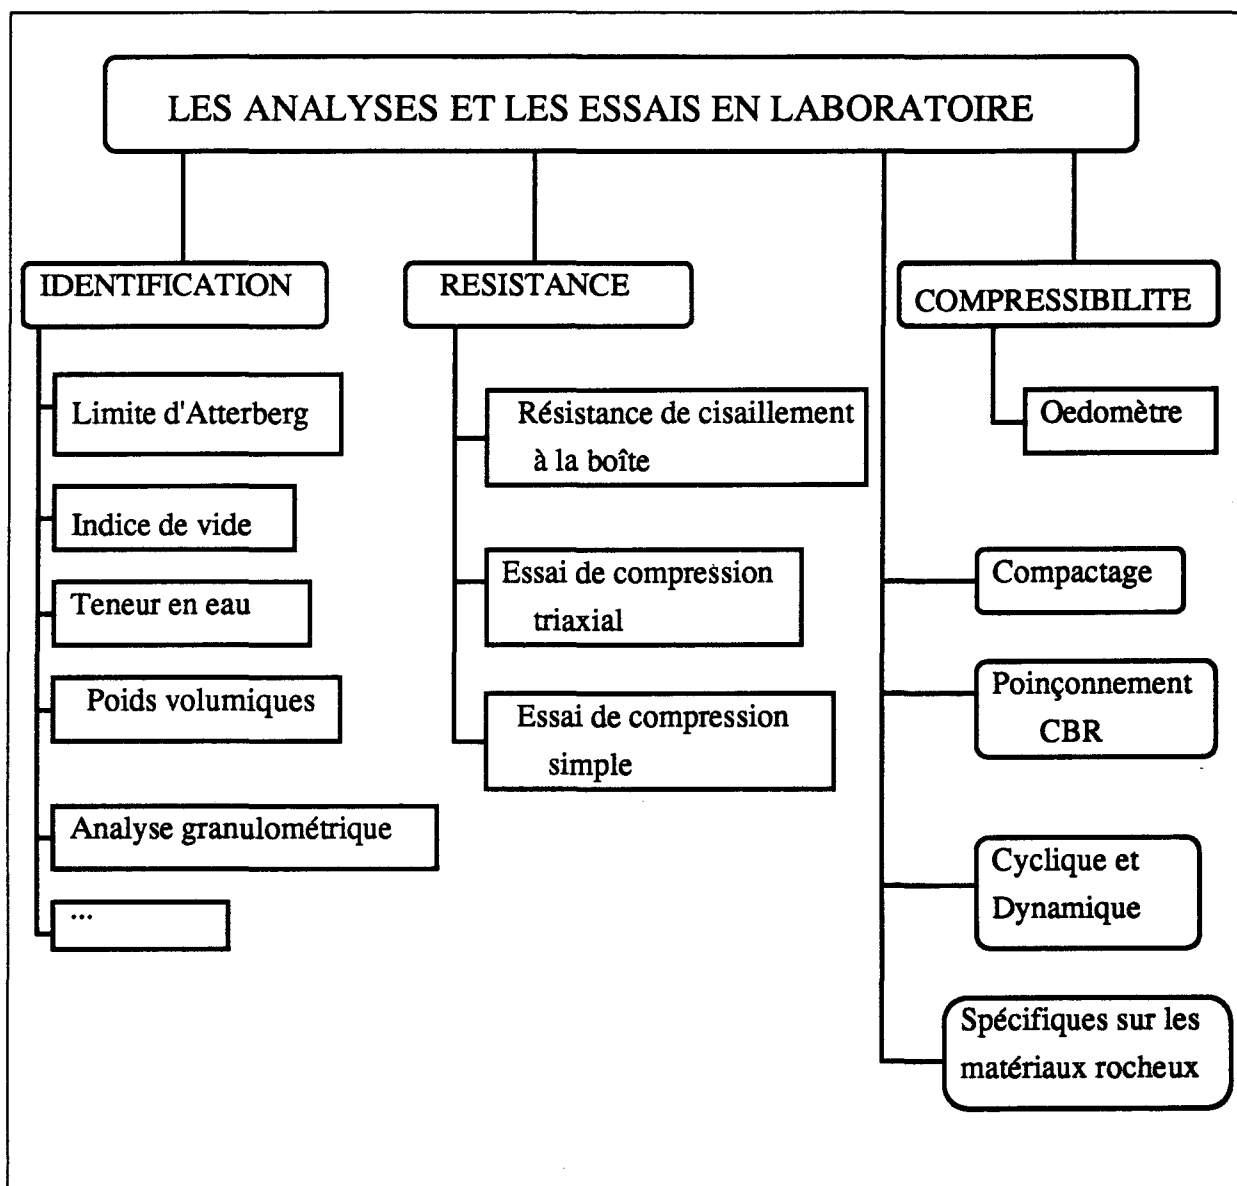 LES ANALYSES ET LES ESSAIS EN LABORATOIRE
IDENTIFICATION
Limite d'Atterberg
Indice de vide
Teneur en eau
Poids volumiques
Analyse granulométrique
...
RESISTANCE
Résistance de cisaillement
à la boîte
Essai de compression
triaxial
Essai de compression
simple
COMPRESSIBILITE
Oedomètre
Compactage
Poinçonnement
CBR
Cyclique et
Dynamique
Spécifiques sur les
matériaux rocheux